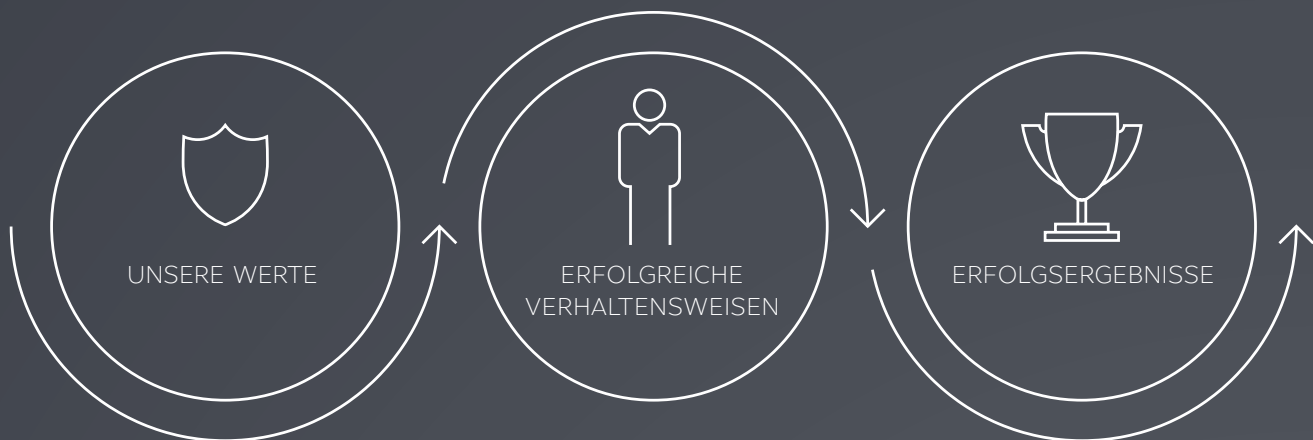 UNSERE WERTE
ERFOLGREICHE
VERHALTENSWEISEN
ERFOLGSERGEBNISSE